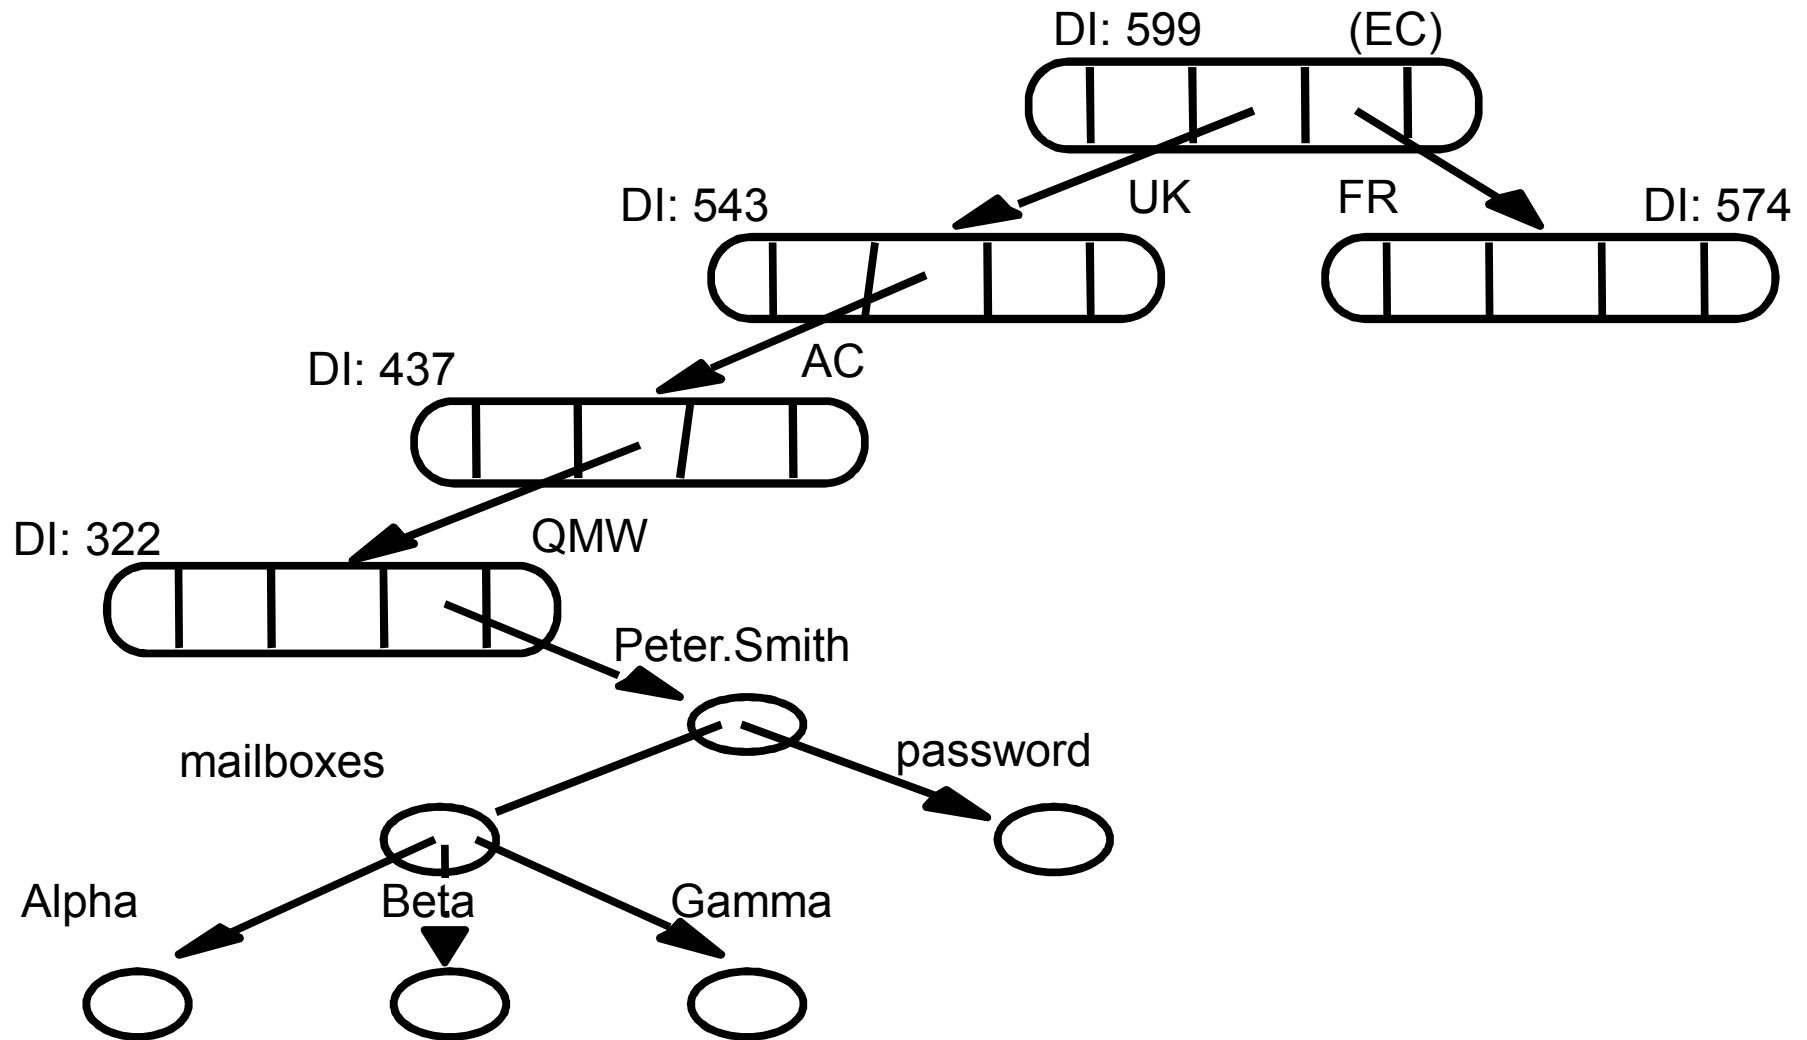 DI: 599 (EC)
DI: 543 UK FR DI: 574
DI: 437 AC
DI: 322 QMW
Peter.Smith
mailboxes password
Alpha Beta Gamma